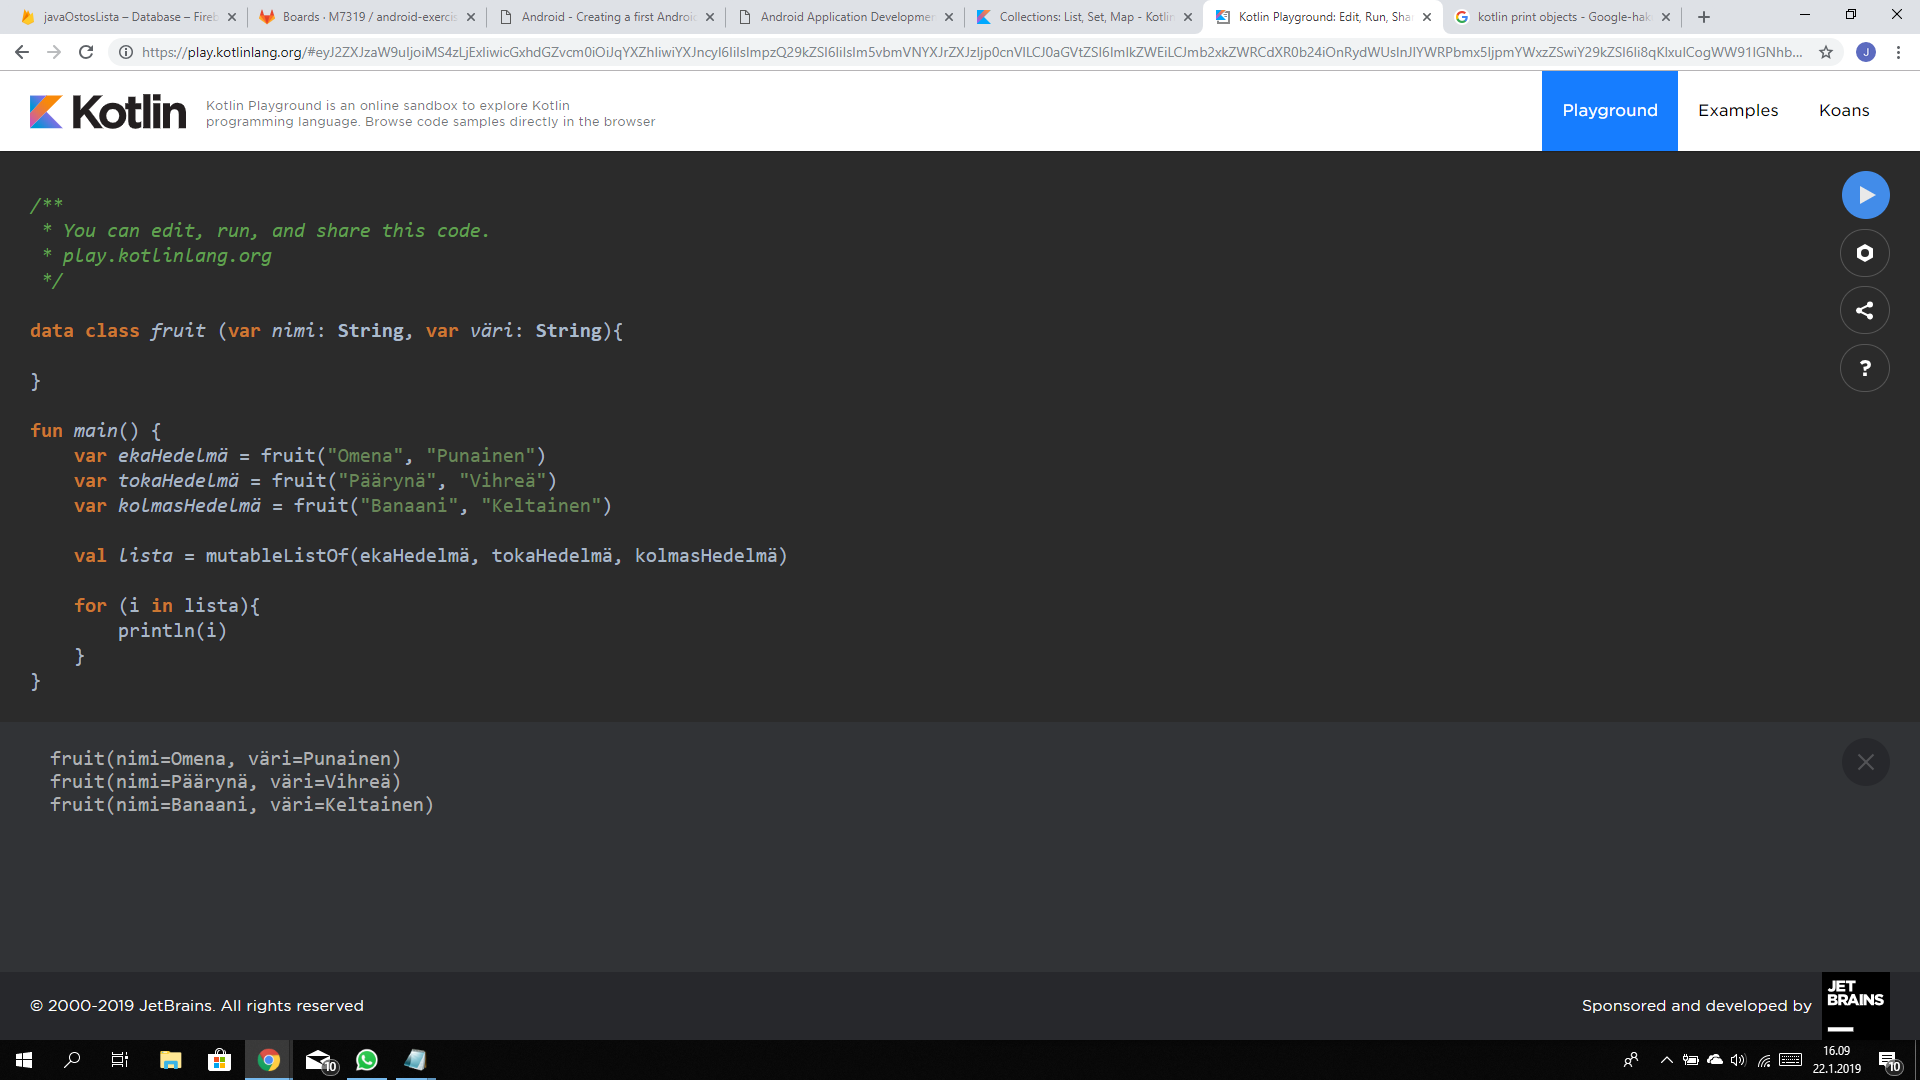 javaOstosLista – Database – Fireb
Boards · M7319 / android-exercis
Android - Creating a first Androi
Android Application Developmen
Collections: List, Set, Map - Kotlin
Kotlin Playground: Edit, Run, Sha
kotlin print objects - Google-hak
Kotlin
Kotlin Playground is an online sandbox to explore Kotlin
programming language. Browse code samples directly in the browser
Playground
Examples
Koans
/**
* You can edit, run, and share this code.
* play.kotlinlang.org
*/
data class fruit (var nimi: String, var väri: String){
}
fun main() {
var ekaHedelmä = fruit("Omena", "Punainen")
var tokaHedelmä = fruit("Päärynä", "Vihreä")
var kolmasHedelmä = fruit("Banaani", "Keltainen")
val lista = mutableListOf(ekaHedelmä, tokaHedelmä, kolmasHedelmä)
for (i in lista){
println(i)
}
}
?
fruit(nimi=Omena, väri=Punainen)
fruit(nimi=Päärynä, väri=Vihreä)
fruit(nimi=Banaani, väri=Keltainen)
© 2000-2019 JetBrains. All rights reserved
Sponsored and developed by
JET
BRAINS
10
16.09
22.1.2019
10
J